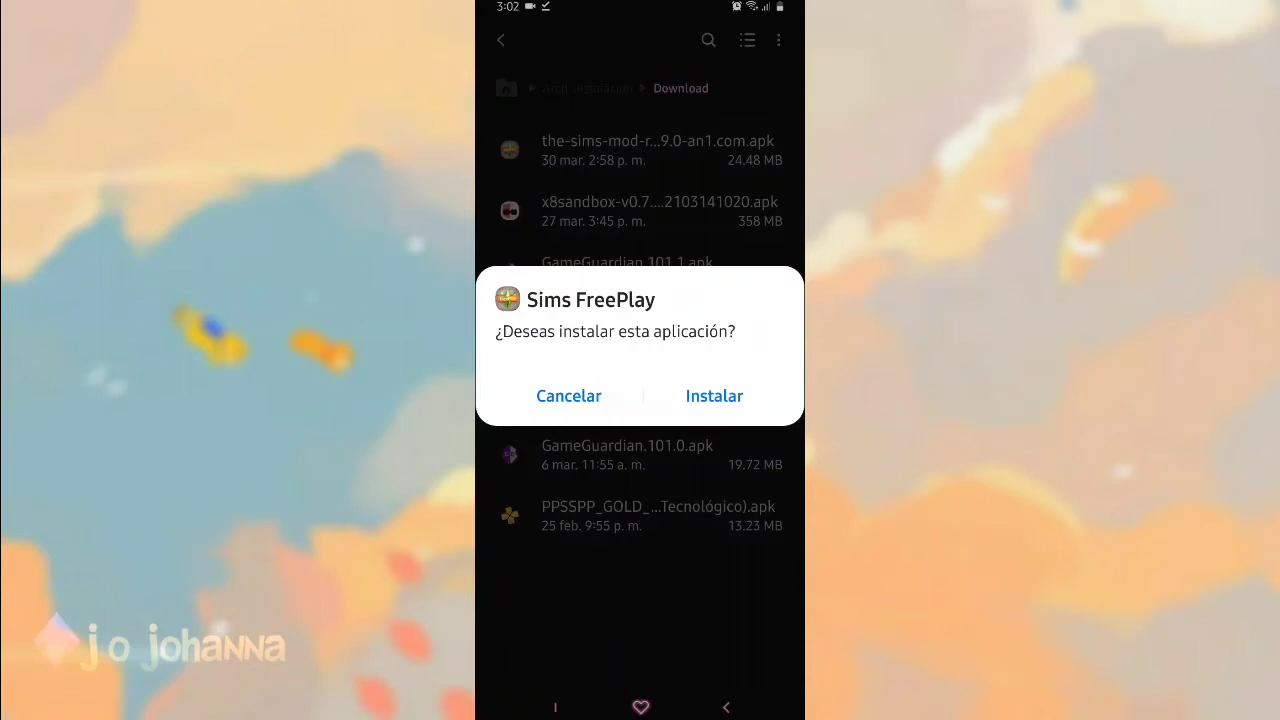 3:02
Arch. instalación
Download
the-sims-mod-r...9.0-an1.com.apk
30 mar. 2:58 p. m.
24.48 MB
x8sandbox-v0.7....2103141020.apk
27 mar. 3:45 p. m.
358 MB
GameGuardian.101.1.apk
Sims FreePlay
¿Deseas instalar esta aplicación?
Cancelar
Instalar
GameGuardian.101.0.apk
6 mar. 11:55 a. m.
19.72 MB
PPSSPP_GOLD_...Tecnológico).apk
25 feb. 9:55 p. m.
13.23 MB
jo johanna